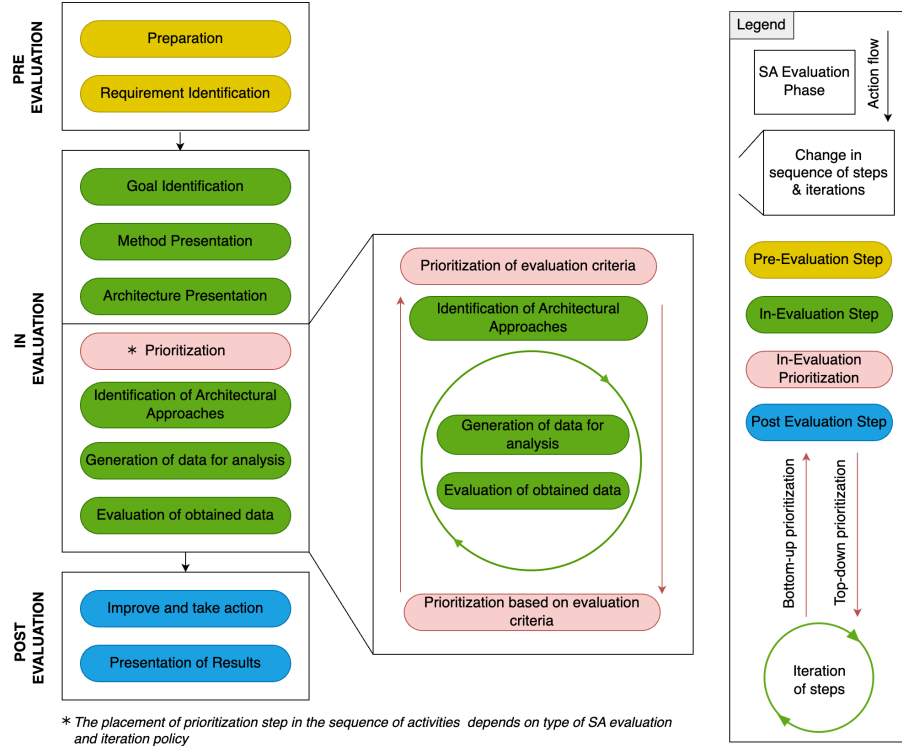 PRE
EVALUATION
Preparation
Requirement Identification
IN
EVALUATION
Goal Identification
Method Presentation
Architecture Presentation
* Prioritization
Identification of Architectural
Approaches
Generation of data for analysis
Evaluation of obtained data
POST
EVALUATION
Improve and take action
Presentation of Results
Prioritization of evaluation criteria
Identification of Architectural
Approaches
Generation of data for
analysis
Evaluation of obtained data
Prioritization based on evaluation
criteria
* The placement of prioritization step in the sequence of activities depends on type of SA evaluation
and iteration policy
Legend
SA Evaluation
Phase
Action flow
Change in
sequence of steps
& iterations
Pre-Evaluation Step
In-Evaluation Step
In-Evaluation
Prioritization
Post Evaluation Step
Bottom-up prioritization
Top-down prioritization
Iteration
of steps